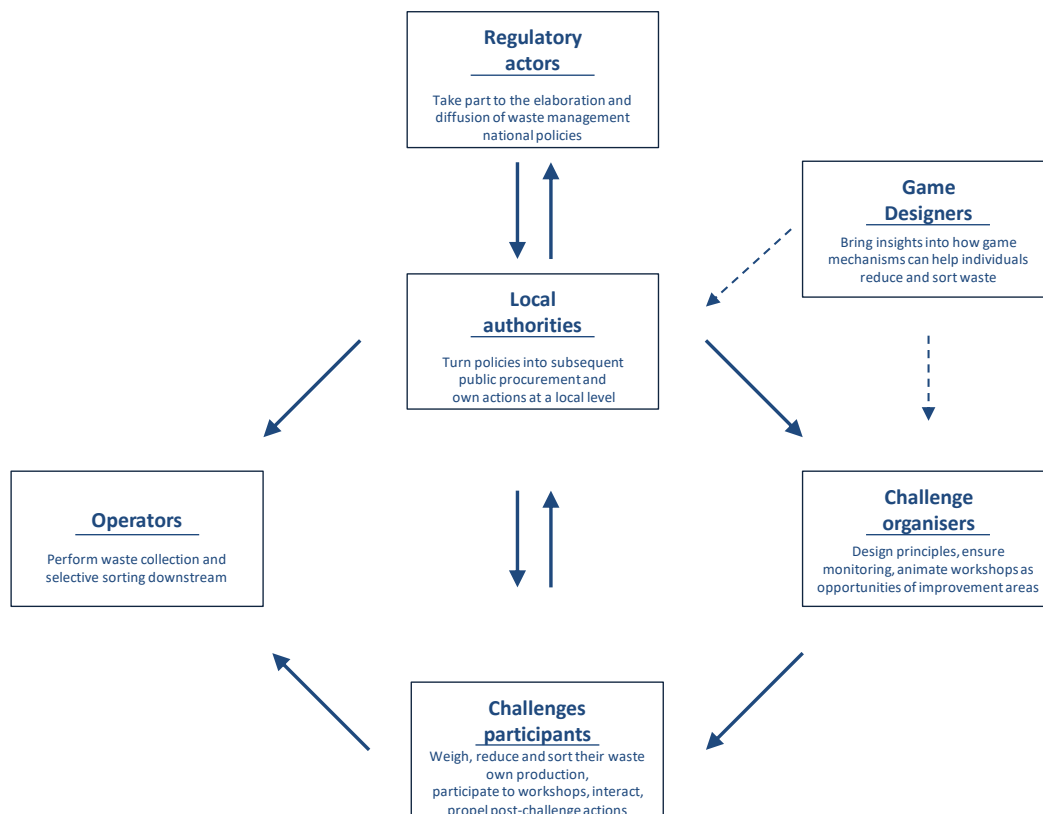 Regulatory
actors
Take part to the elaboration and
diffusion of waste management
national policies
Game
Designers
Bring insights into how game
mechanisms can help individuals
reduce and sort waste
Local
authorities
Turn policies into subsequent
public procurement and
own actions at a local level
Operators
Perform waste collection and
selective sorting downstream
Challenge
organisers
Design principles, ensure
monitoring, animate workshops as
opportunities of improvement areas
Challenges
participants
Weigh, reduce and sort their waste
own production,
participate to workshops, interact,
propel post-challenge actions